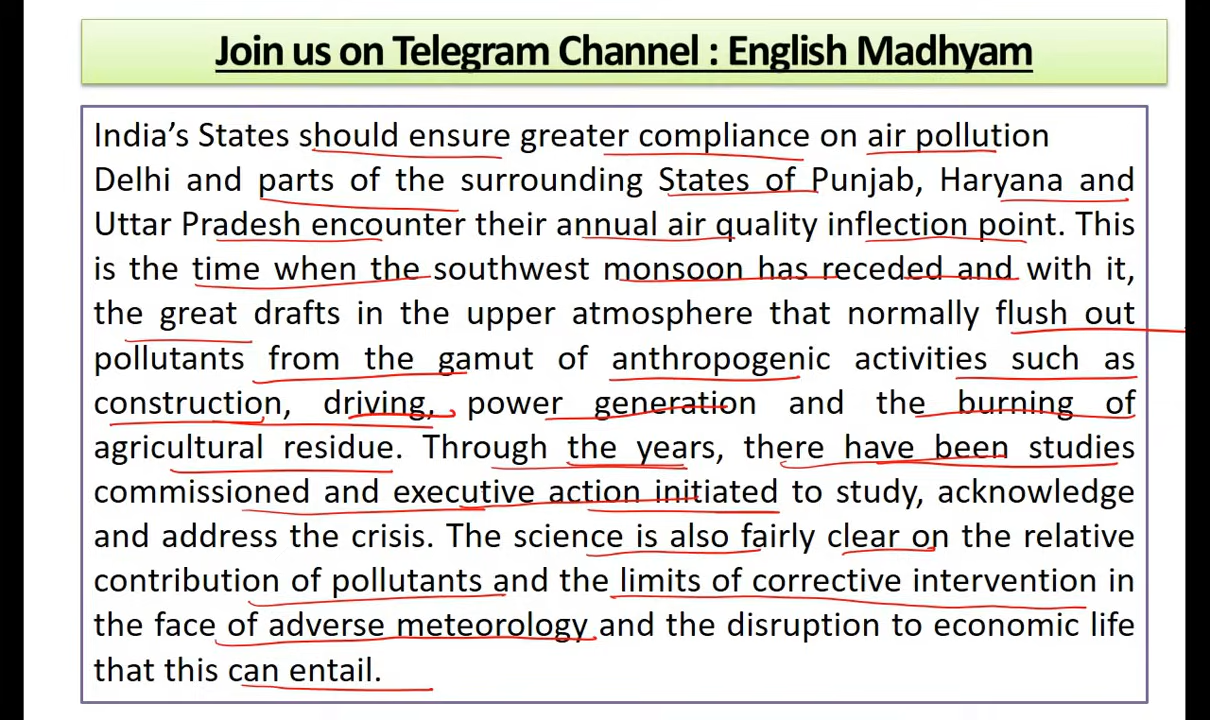 Join us on Telegram Channel : English Madhyam
India's States should ensure greater compliance on air pollution
Delhi and parts of the surrounding States of Punjab, Haryana and
Uttar Pradesh encounter their annual air quality inflection point. This
is the time when the southwest monsoon has receded and with it,
the great drafts in the upper atmosphere that normally flush out
pollutants from the gamut of anthropogenic activities such as
construction, driving, power generation and the burning of
agricultural residue. Through the years, there have been studies
commissioned and executive action initiated to study, acknowledge
and address the crisis. The science is also fairly clear on the relative
contribution of pollutants and the limits of corrective intervention in
the face of adverse meteorology and the disruption to economic life
that this can entail.